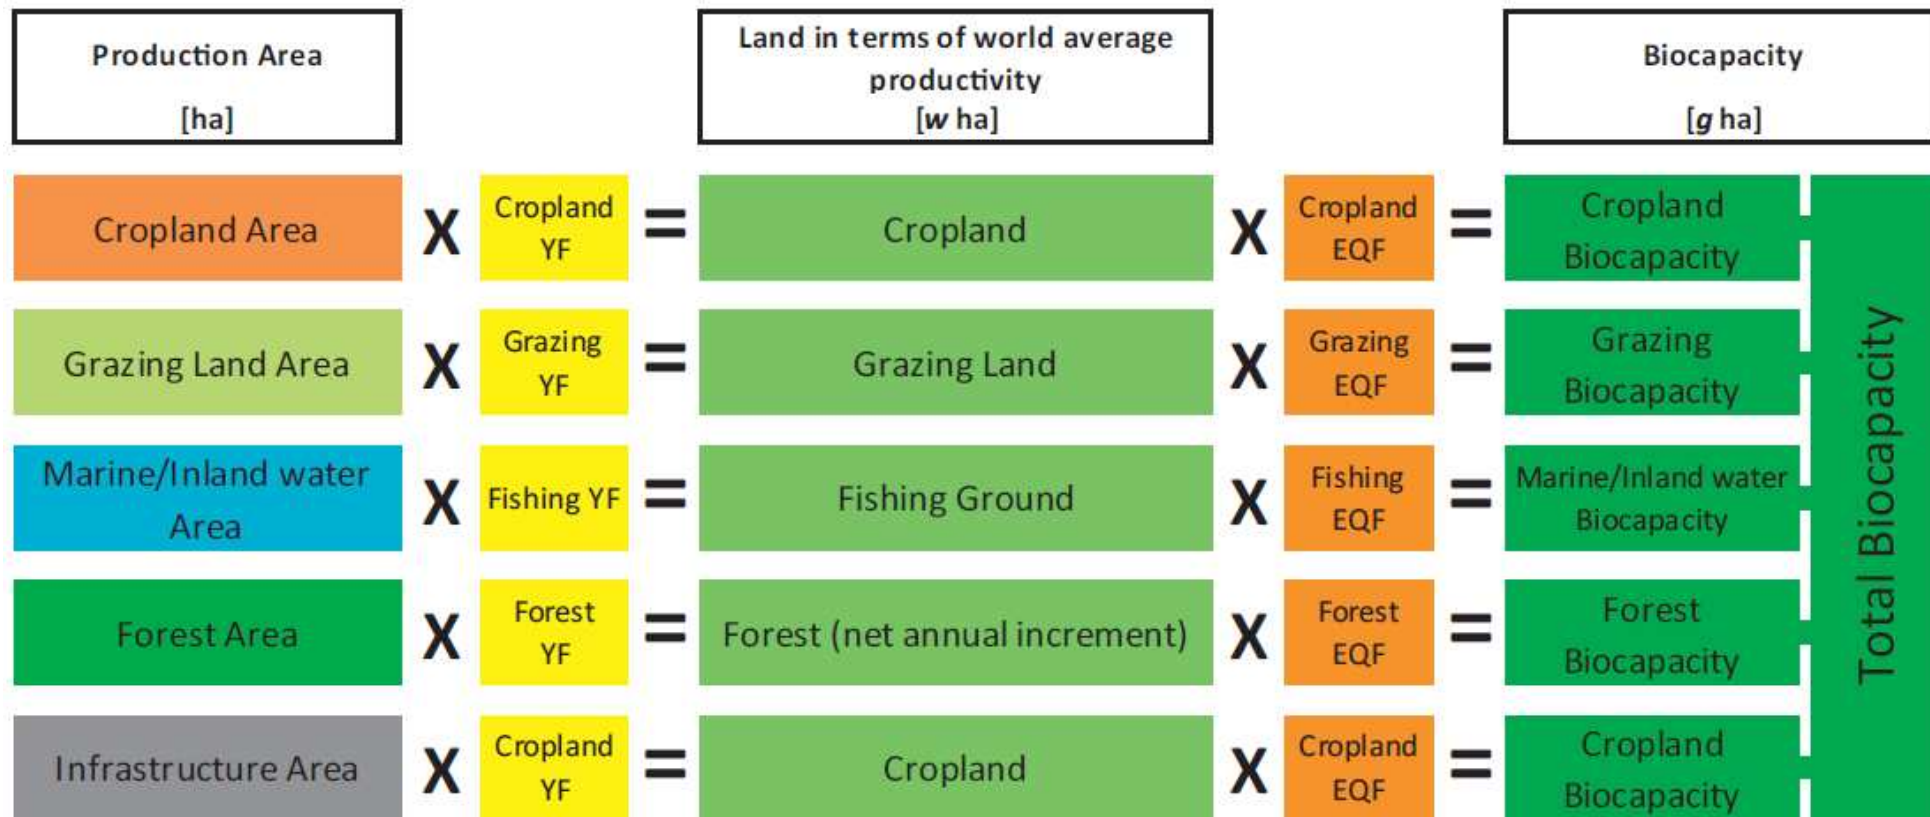 Production Area
[ha]
Land in terms of world average
productivity
[w ha]
Biocapacity
[g ha]
Cropland Area
X
Cropland
YF
=
Cropland
X
Cropland
EQF
=
Cropland
Biocapacity
Grazing Land Area
X
Grazing
YF
=
Grazing Land
X
Grazing
EQF
=
Grazing
Biocapacity
Marine/Inland water
Area
X
Fishing YF
=
Fishing Ground
X
Fishing
EQF
=
Marine/Inland water
Biocapacity
Forest Area
X
Forest
YF
=
Forest (net annual increment)
X
Forest
EQF
=
Forest
Biocapacity
Infrastructure Area
X
Cropland
YF
=
Cropland
X
Cropland
EQF
=
Cropland
Biocapacity
Total Biocapacity